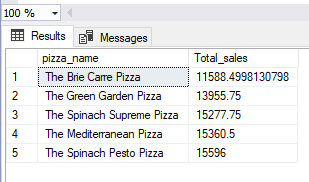 100 %
Results Messages
pizza_name Total_sales
1 The Brie Carre Pizza 11588.4998130798
2 The Green Garden Pizza 13955.75
3 The Spinach Supreme Pizza 15277.75
4 The Mediterranean Pizza 15360.5
5 The Spinach Pesto Pizza 15596